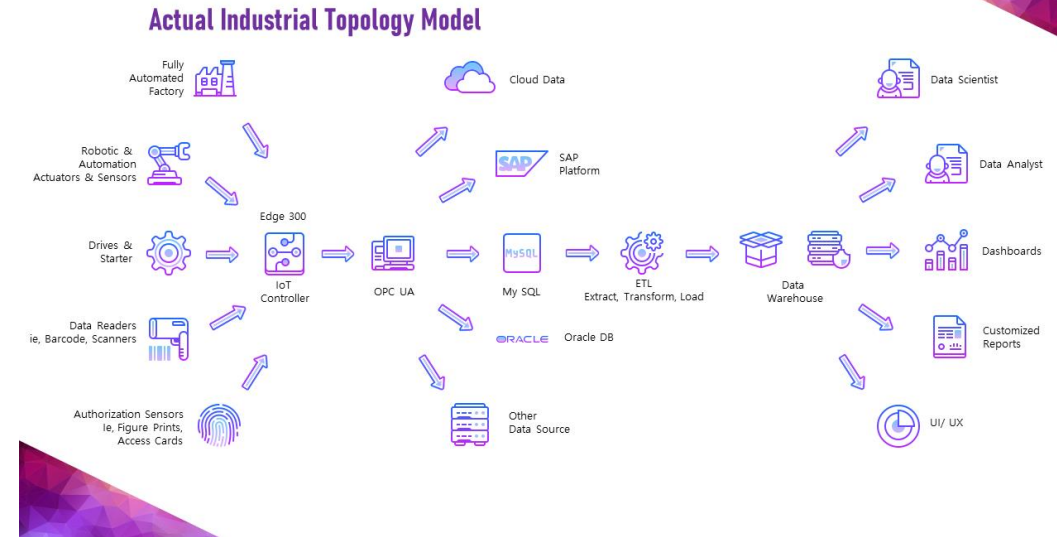 Actual Industrial Topology Model
Fully
Automated
Factory
Robotic &
Automation
Actuators & Sensors
Drives &
Starter
Data Readers
ie, Barcode, Scanners
Authorization Sensors
Ie, Figure Prints,
Access Cards
Edge 300
IoT
Controller
OPC UA
Cloud Data
SAP
SAP
Platform
MySQL
My SQL
ORACLE
Oracle DB
Other
Data Source
ETL
Extract, Transform, Load
Data
Warehouse
Data Scientist
Data Analyst
Dashboards
Customized
Reports
UI/ UX